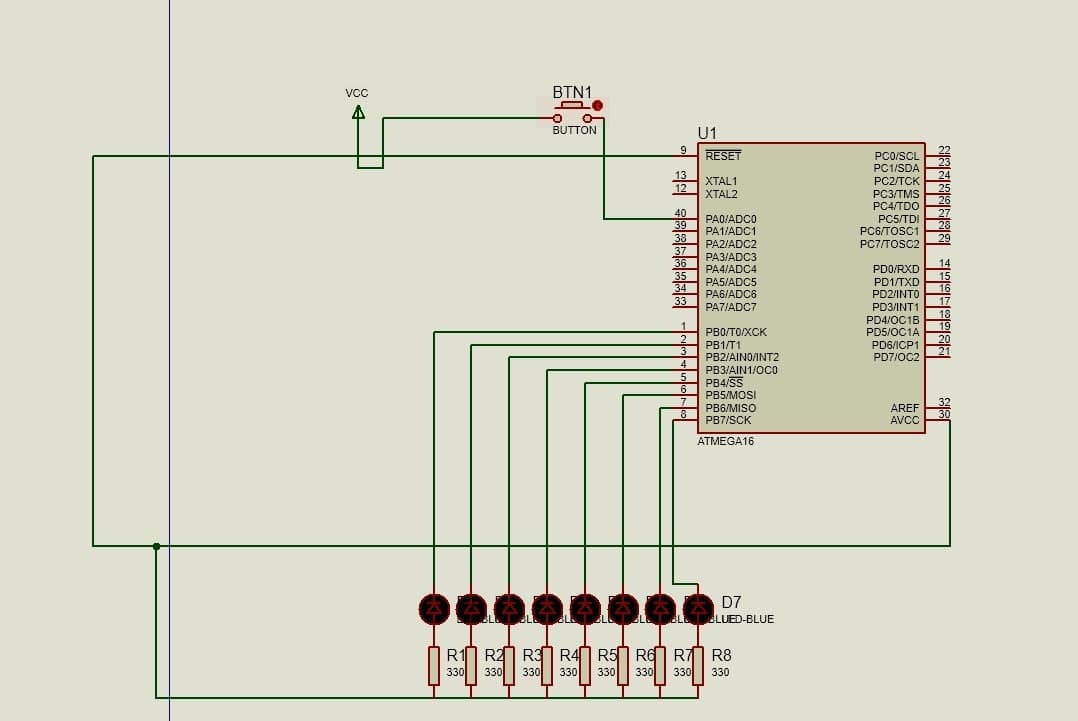 VCC
BTN1
BUTTON
U1
9 RESET PC0/SCL 22
PC1/SDA 23
13 XTAL1 PC2/TCK 24
12 XTAL2 PC3/TMS 25
PC4/TDO 26
40 PA0/ADC0 PC5/TDI 27
39 PA1/ADC1 PC6/TOSC1 28
38 PA2/ADC2 PC7/TOSC2 29
37 PA3/ADC3
36 PA4/ADC4 PD0/RXD 14
35 PA5/ADC5 PD1/TXD 15
34 PA6/ADC6 PD2/INT0 16
33 PA7/ADC7 PD3/INT1 17
PD4/OC1B 18
1 PB0/T0/XCK PD5/OC1A 19
2 PB1/T1 PD6/ICP1 20
3 PB2/AIN0/INT2 PD7/OC2 21
4 PB3/AIN1/OC0
5 PB4/SS
6 PB5/MOSI
7 PB6/MISO AREF 32
8 PB7/SCK AVCC 30
ATMEGA16
D7
LED-BLUE
R1 R2 R3 R4 R5 R6 R7 R8
330 330 330 330 330 330 330 330